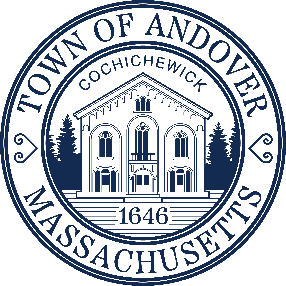 TOWN OF ANDOVER
COCHICHEWICK
1646
MASSACHUSETTS